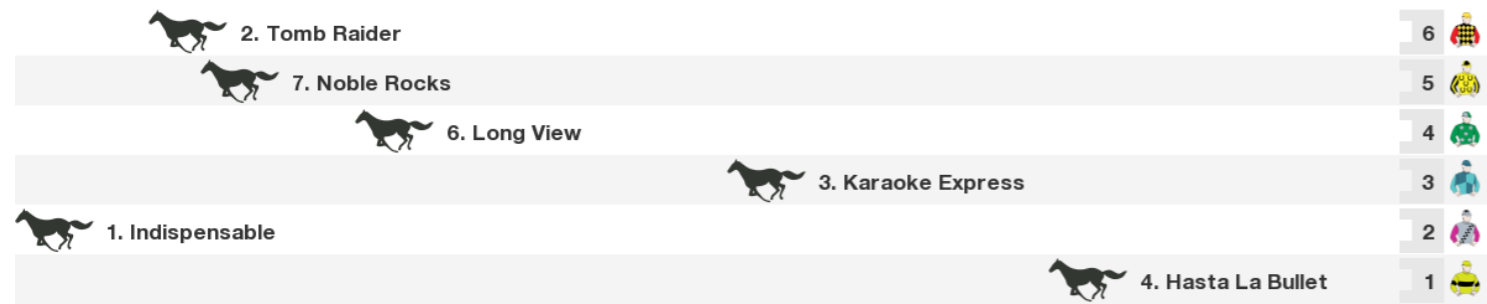 2. Tomb Raider 6
7. Noble Rocks 5
6. Long View 4
3. Karaoke Express 3
1. Indispensable 2
4. Hasta La Bullet 1